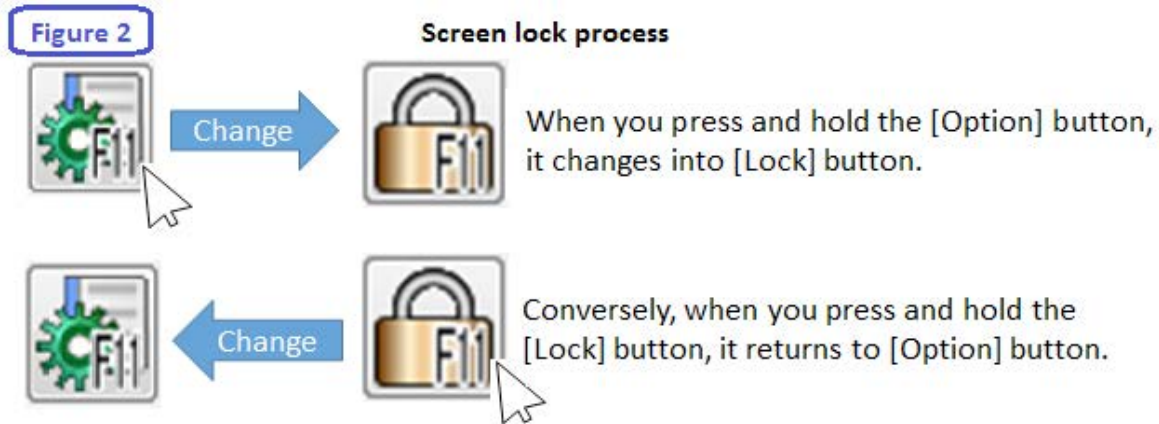 Figure 2
Screen lock process
F11
Change
F11
When you press and hold the [Option] button,
it changes into [Lock] button.
F11
Change
F11
Conversely, when you press and hold the
[Lock] button, it returns to [Option] button.